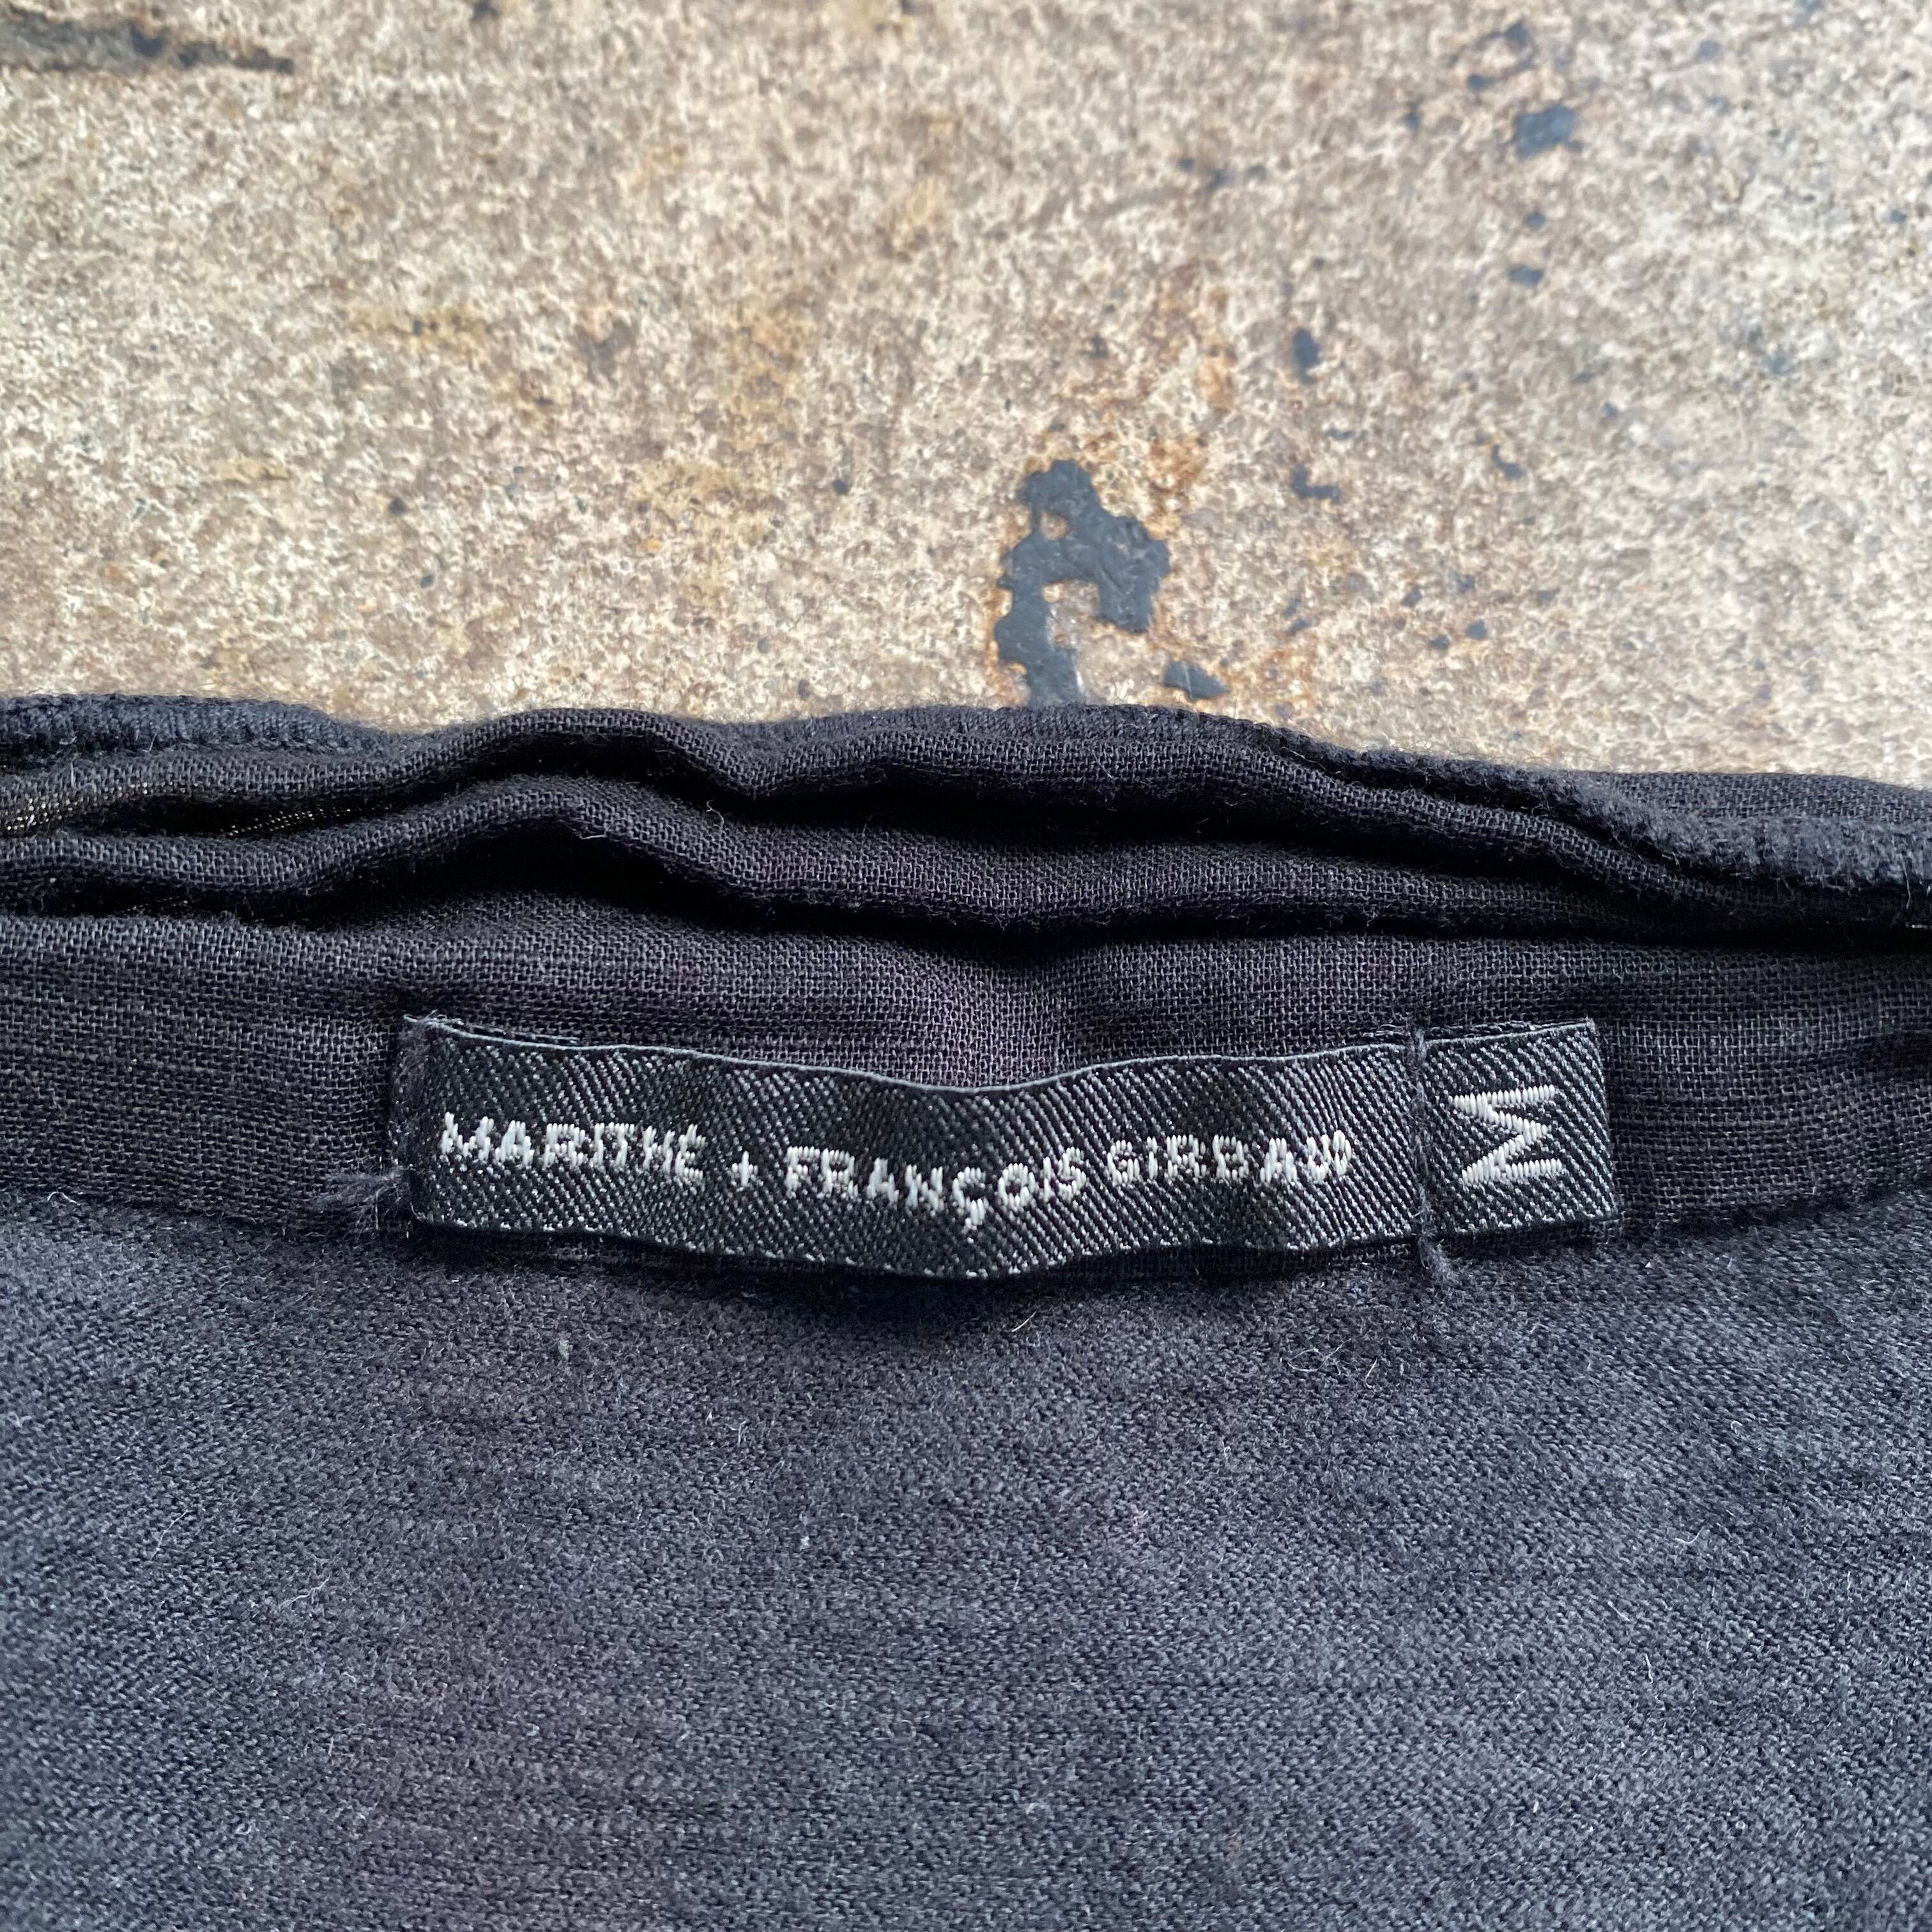 MARITHÉ + FRANÇOIS GIRBAUD
M